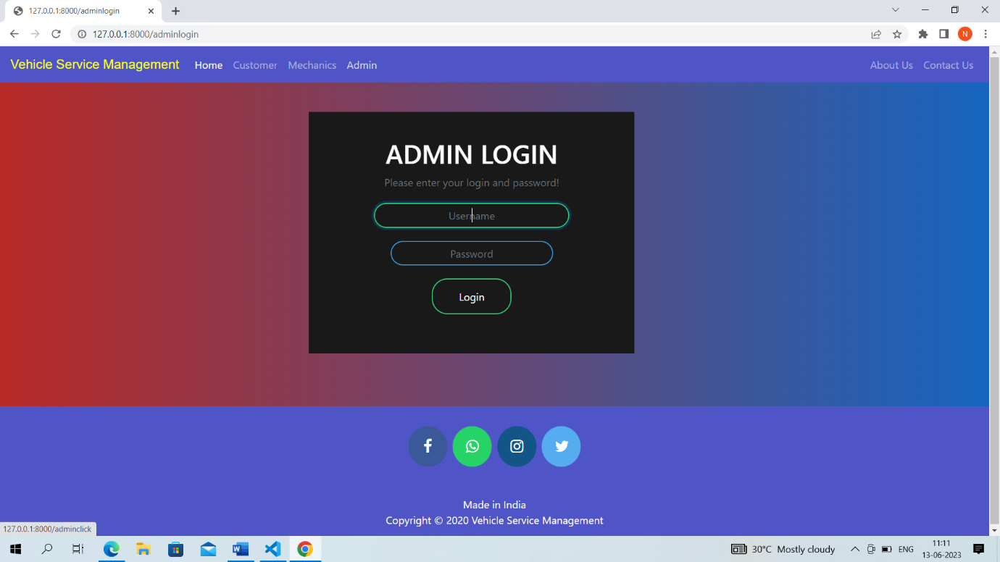 127.0.0.1:8000/adminlogin
127.0.0.1:8000/adminlogin
N
Vehicle Service Management Home Customer Mechanics Admin About Us Contact Us
ADMIN LOGIN
Please enter your login and password!
Username
Password
Login
Made in India
Copyright © 2020 Vehicle Service Management
127.0.0.1:8000/adminclick
30°C Mostly cloudy ENG 11:11
13-06-2023